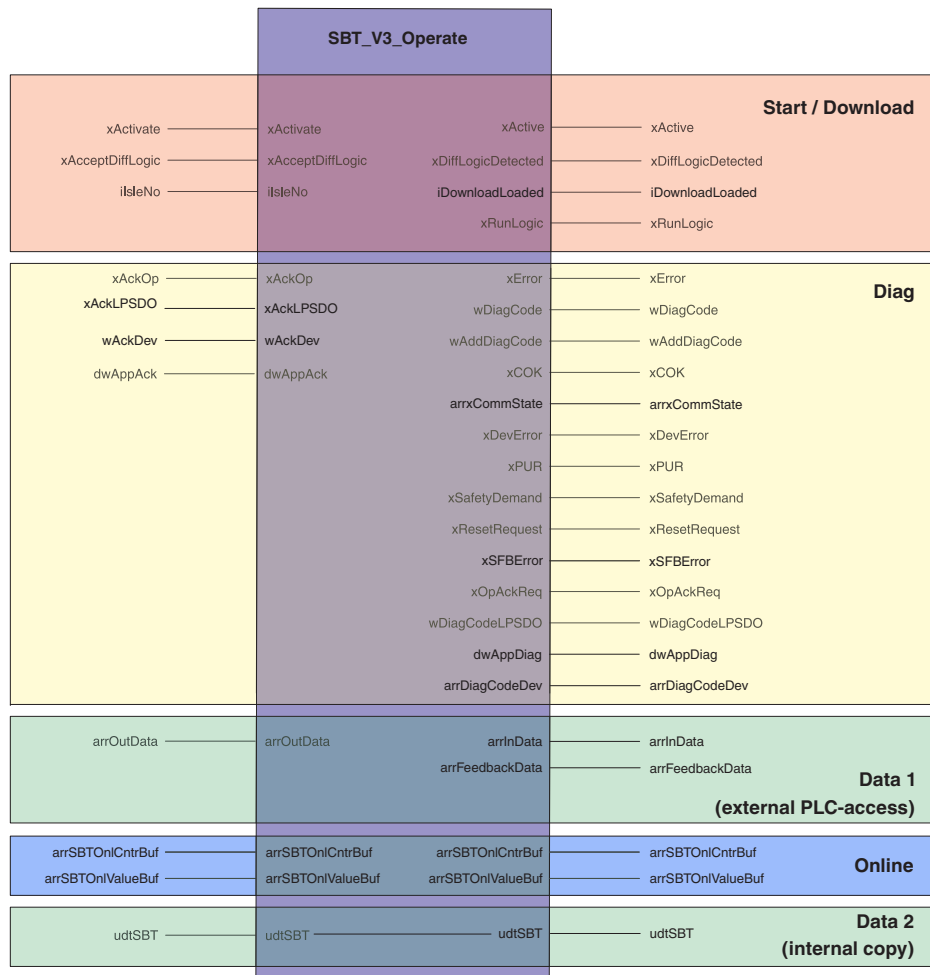 SBT_V3_Operate
Start / Download
xActivate xActivate xActive xActive
xAcceptDiffLogic xAcceptDiffLogic xDiffLogicDetected xDiffLogicDetected
iIsleNo iIsleNo iDownloadLoaded iDownloadLoaded
xRunLogic xRunLogic
Diag
xAckOp xAckOp xError xError
xAckLPSDO xAckLPSDO wDiagCode wDiagCode
wAckDev wAckDev wAddDiagCode wAddDiagCode
dwAppAck dwAppAck xCOK xCOK
arrxCommState arrxCommState
xDevError xDevError
xPUR xPUR
xSafetyDemand xSafetyDemand
xResetRequest xResetRequest
xSFBError xSFBError
xOpAckReq xOpAckReq
wDiagCodeLPSDO wDiagCodeLPSDO
dwAppDiag dwAppDiag
arrDiagCodeDev arrDiagCodeDev
arrOutData arrOutData arrInData arrInData
arrFeedbackData arrFeedbackData
Data 1
(external PLC-access)
arrSBTOnlCntrBuf arrSBTOnlCntrBuf arrSBTOnlCntrBuf arrSBTOnlCntrBuf
arrSBTOnlValueBuf arrSBTOnlValueBuf arrSBTOnlValueBuf arrSBTOnlValueBuf
Online
udtSBT udtSBT udtSBT udtSBT
Data 2
(internal copy)